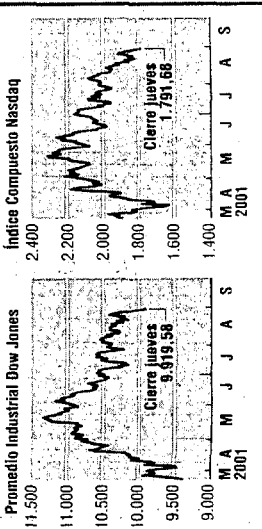 Promedio Industrial Dow Jones
11.500
11.000
10.500
10.000
9.500
9.000
Cierre jueves
9.919,58
M A M J J A S
2001
Índice Compuesto Nasdaq
2.400
2.200
2.000
1.800
1.600
1.400
Cierre jueves
1.791,68
M A M J J A S
2001